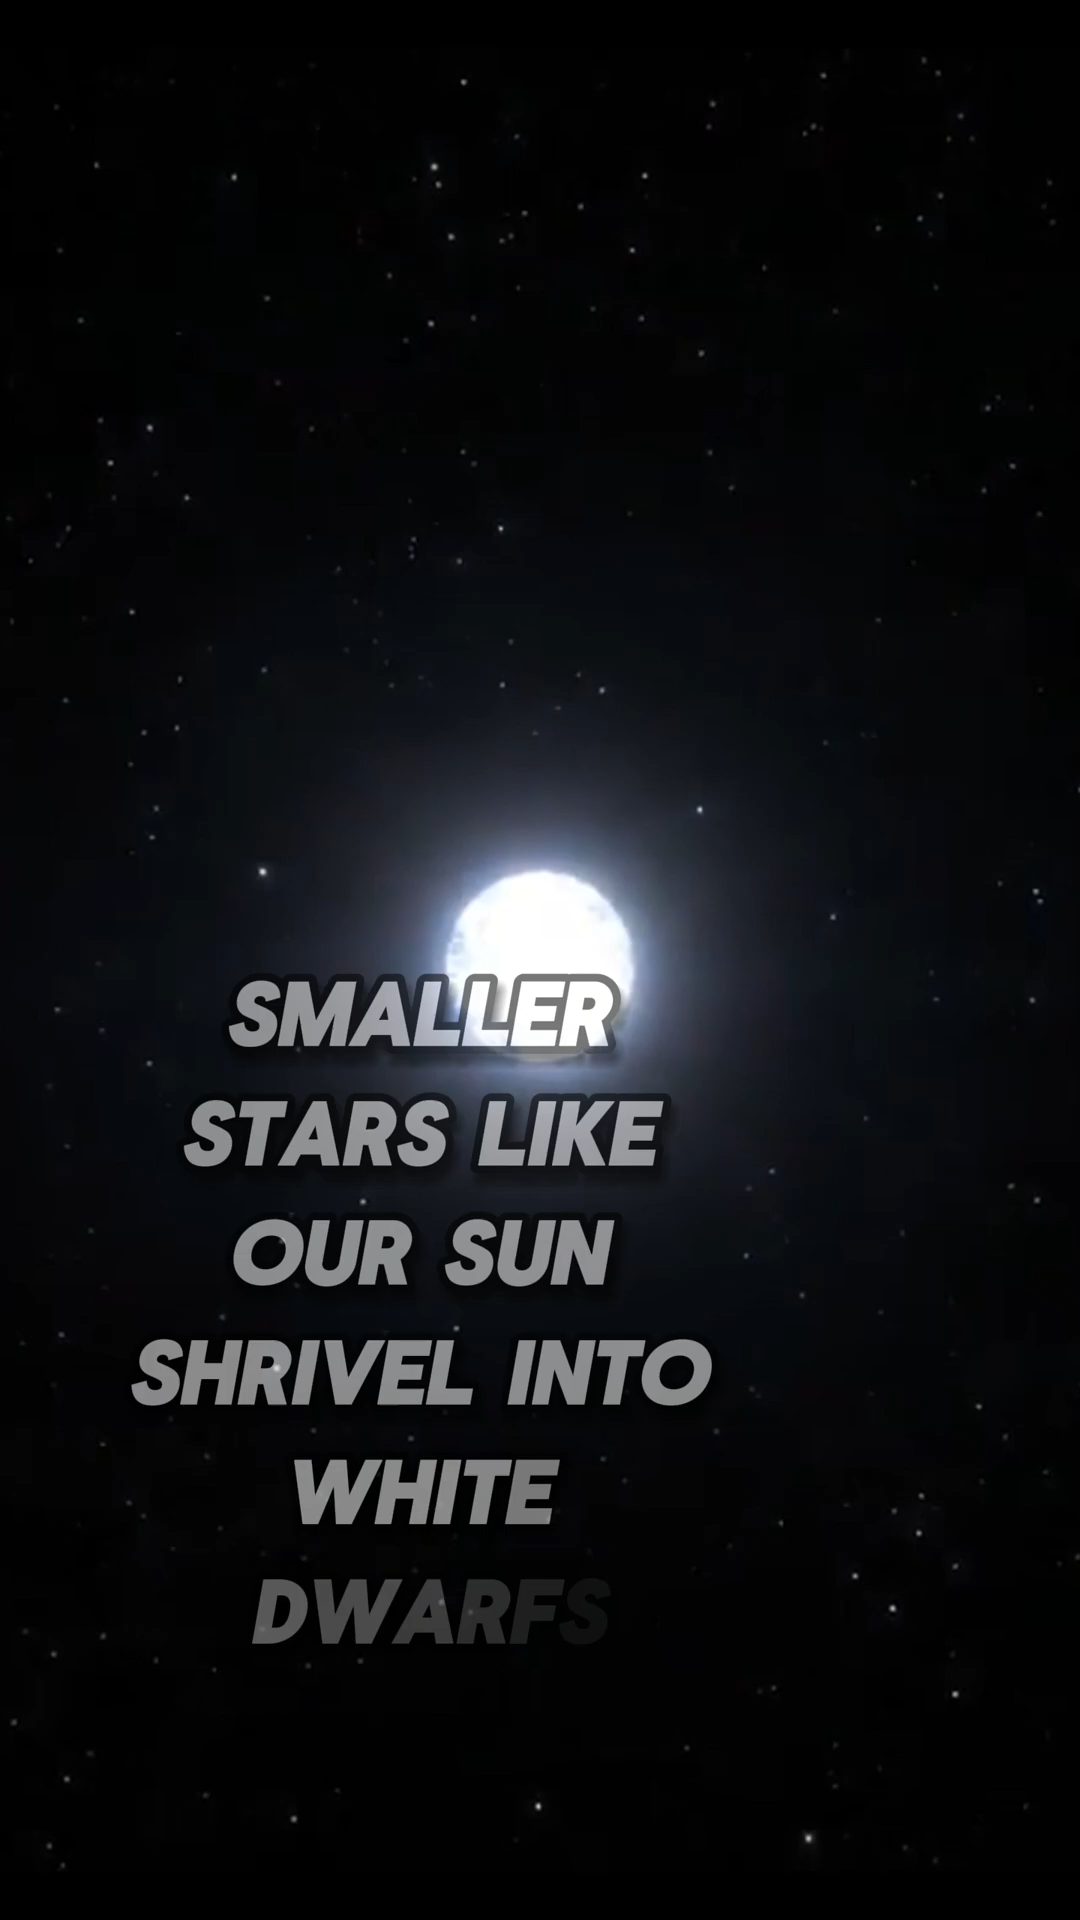 SMALLER
STARS LIKE
OUR SUN
SHRIVEL INTO
WHITE
DWARFS